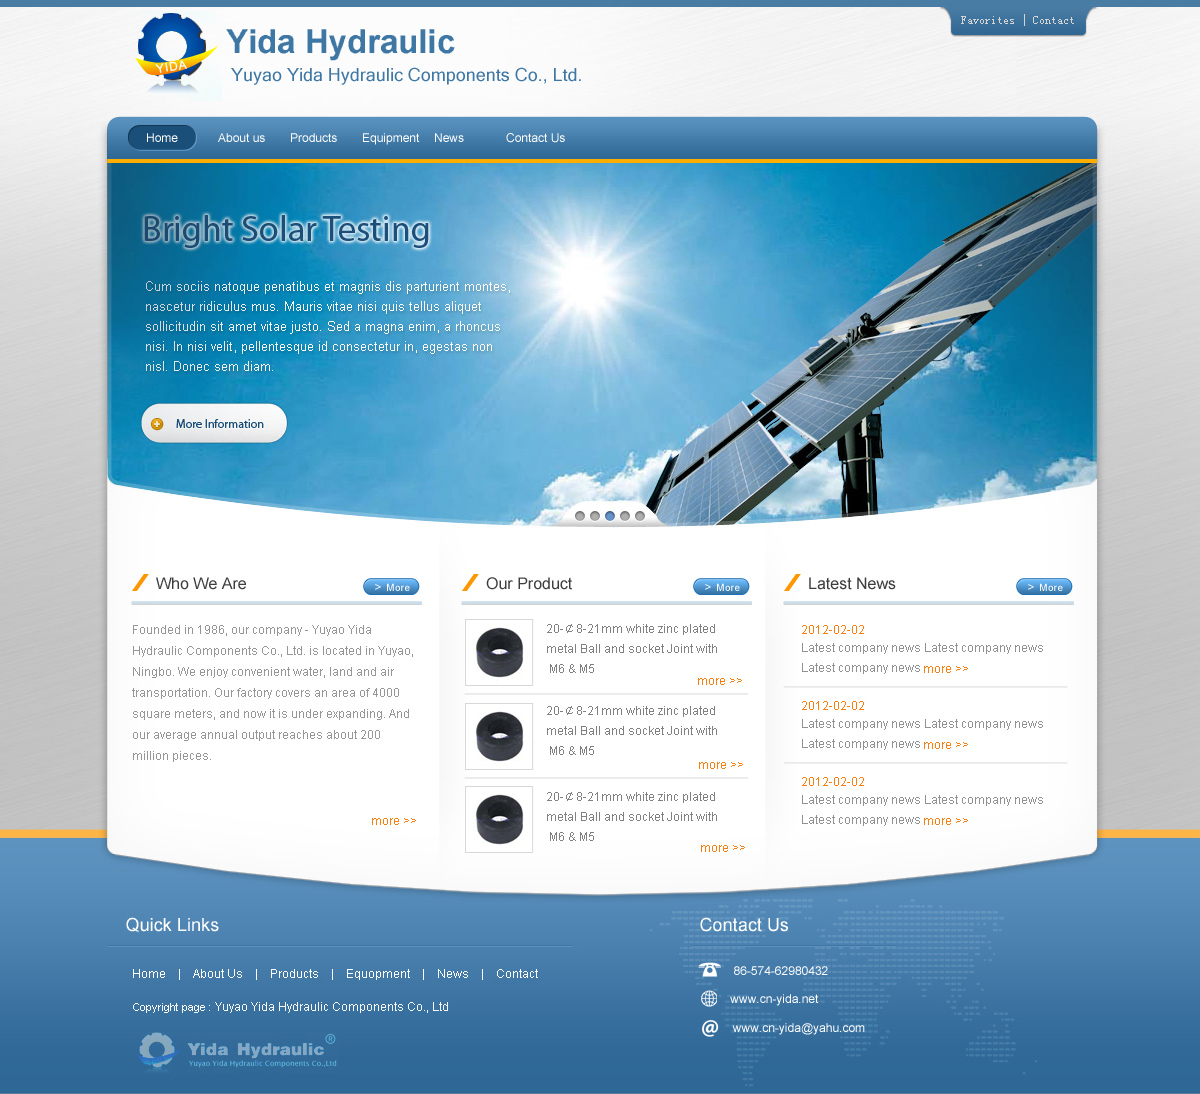 Favorites | Contact
YIDA
Yida Hydraulic
Yuyao Yida Hydraulic Components Co., Ltd.
Home About us Products Equipment News Contact Us
Bright Solar Testing
Cum sociis natoque penatibus et magnis dis parturient montes,
nascetur ridiculus mus. Mauris vitae nisi quis tellus aliquet
sollicitudin sit amet vitae justo. Sed a magna enim, a rhoncus
nisi. In nisi velit, pellentesque id consectetur in, egestas non
nisl. Donec sem diam.
More Information
Who We Are
> More
Founded in 1986, our company - Yuyao Yida
Hydraulic Components Co., Ltd. is located in Yuyao,
Ningbo. We enjoy convenient water, land and air
transportation. Our factory covers an area of 4000
square meters, and now it is under expanding. And
our average annual output reaches about 200
million pieces.
more >>
Our Product
> More
20-¢ 8-21mm white zinc plated
metal Ball and socket Joint with
M6 & M5
more >>
20-¢ 8-21mm white zinc plated
metal Ball and socket Joint with
M6 & M5
more >>
20-¢ 8-21mm white zinc plated
metal Ball and socket Joint with
M6 & M5
more >>
Latest News
> More
2012-02-02
Latest company news Latest company news
Latest company news more >>
2012-02-02
Latest company news Latest company news
Latest company news more >>
2012-02-02
Latest company news Latest company news
Latest company news more >>
Quick Links
Home | About Us | Products | Equopment | News | Contact
Copyright page : Yuyao Yida Hydraulic Components Co., Ltd
Yida Hydraulic®
Yuyao Yida Hydraulic Components Co.,Ltd
Contact Us
86-574-62980432
www.cn-yida.net
@ www.cn-yida@yahu.com